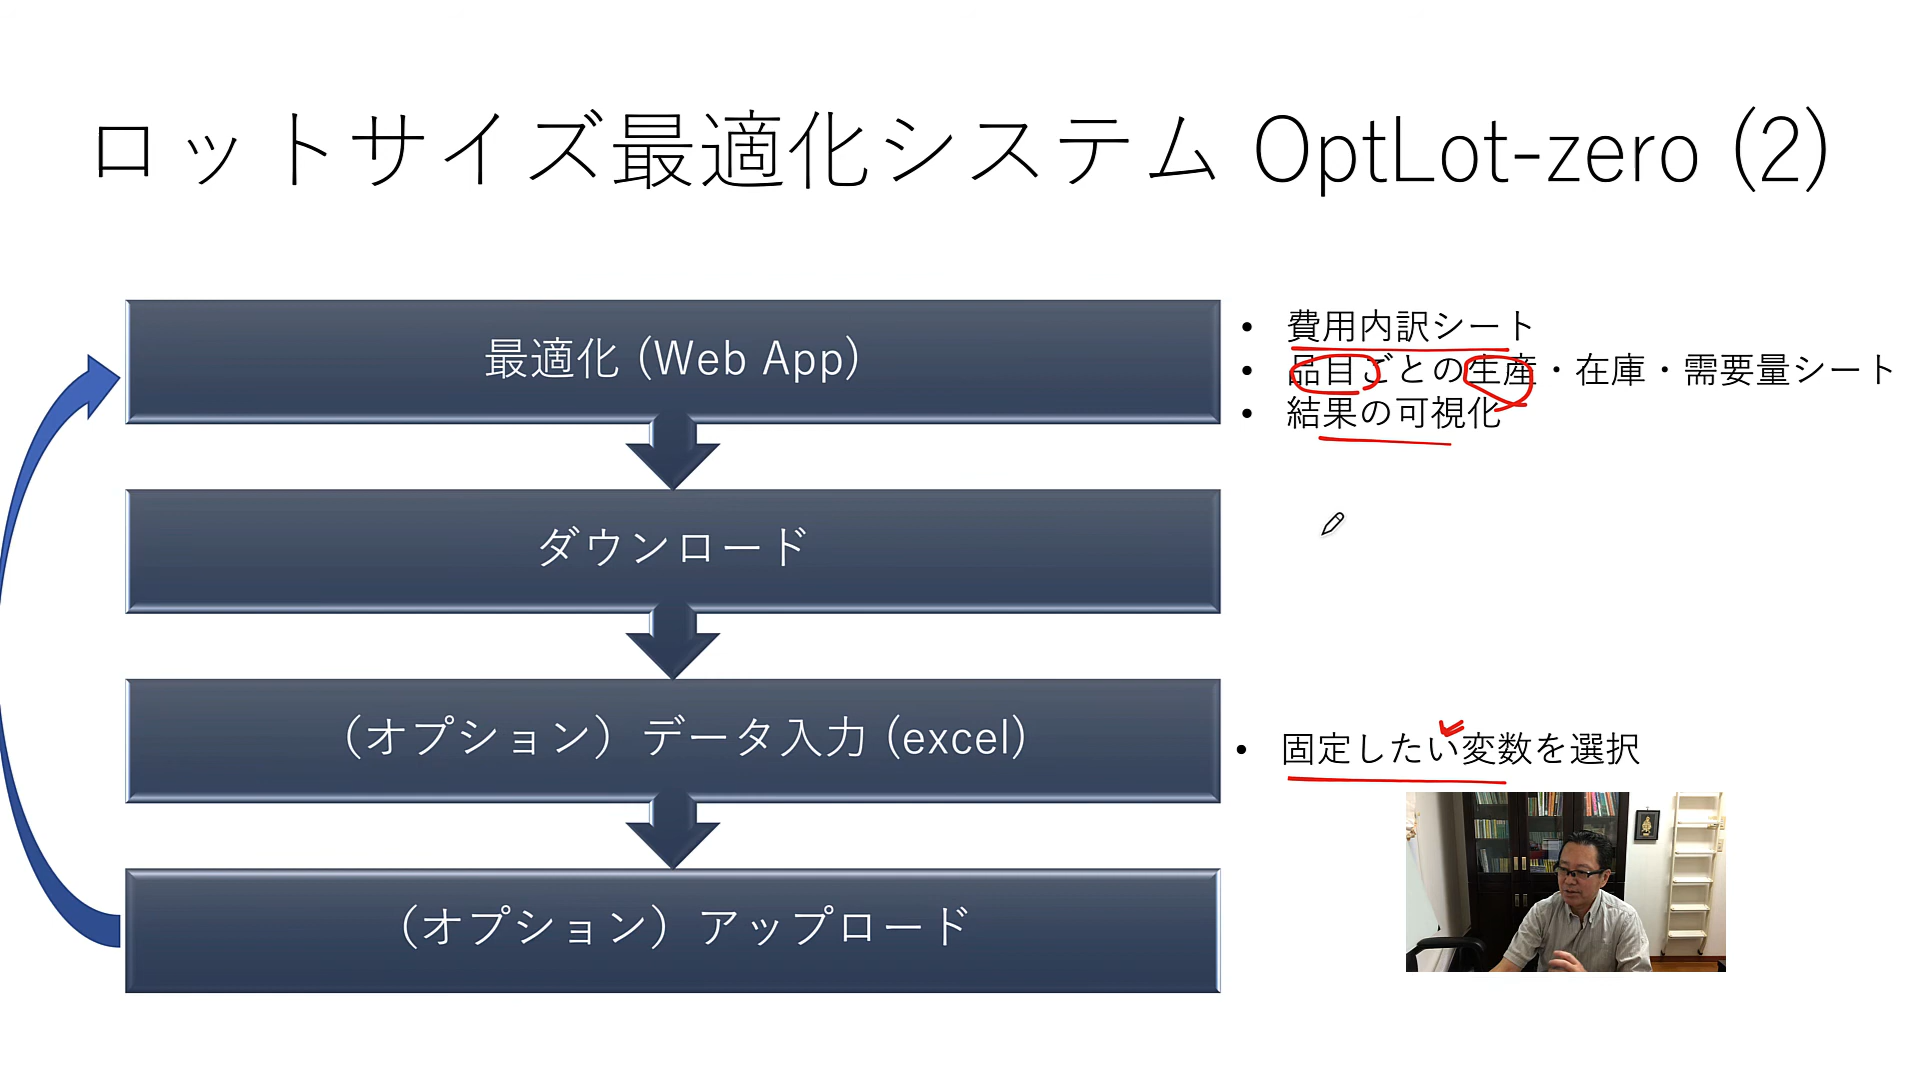 ロットサイズ最適化システム OptLot-zero (2)
最適化 (Web App)
• 費用内訳シート
• 品目ごとの生産・在庫・需要量シート
• 結果の可視化
ダウンロード
（オプション）データ入力 (excel)
• 固定したい変数を選択
（オプション）アップロード